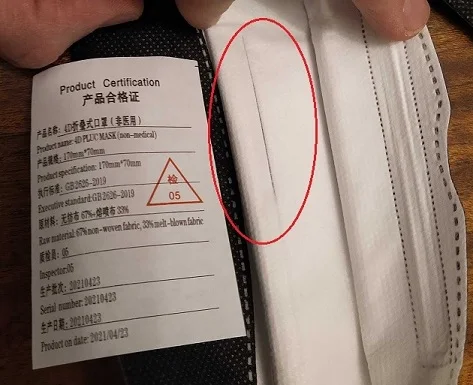 Product Certification
产品合格证
产品名称: 4D折叠式口罩 (非医用)
Product name: 4D PLUC MASK (non-medical)
产品规格: 170mm*70mm
Product specification: 170mm*70mm
执行标准: GB2626-2019
Executive standard: GB2626-2019
检
05
原材料: 无纺布 67% 熔喷布 33%
Raw material: 67% non-woven fabric, 33% melt-blown fabric
质检员: 05
Inspector: 05
生产批次: 20210423
Serial number: 20210423
生产日期: 20210423
Production date: 2021/04/23